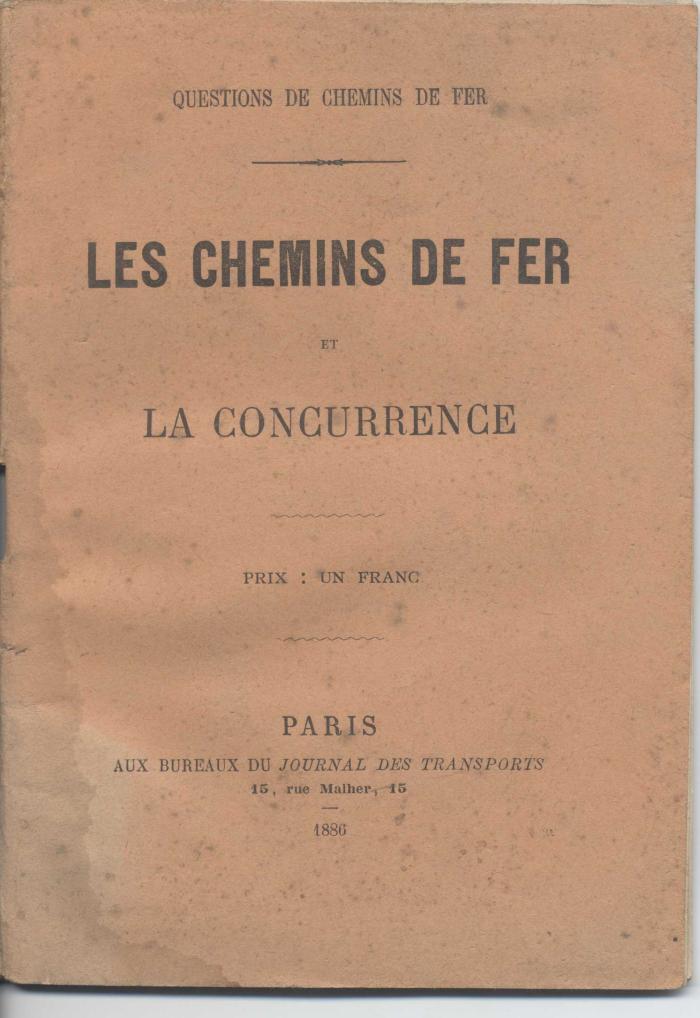 QUESTIONS DE CHEMINS DE FER
LES CHEMINS DE FER
ET
LA CONCURRENCE
PRIX : UN FRANC
PARIS
AUX BUREAUX DU JOURNAL DES TRANSPORTS
15, rue Malher, 15
1886